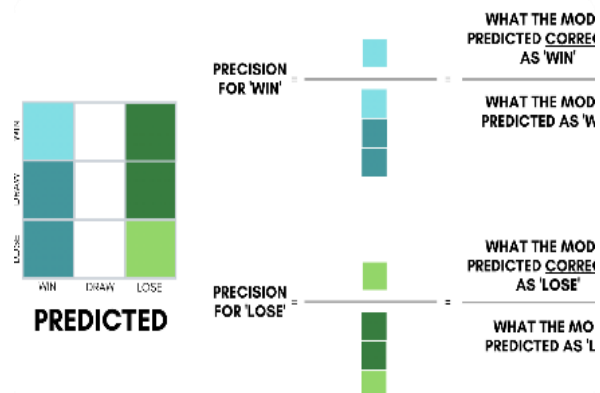 WHAT THE MOD
PREDICTED CORREC
AS 'WIN'
PRECISION
FOR 'WIN'
=
=
WHAT THE MOD
PREDICTED AS 'W
WIN
DRAW
LOSE
WIN DRAW LOSE
PREDICTED
WHAT THE MOD
PREDICTED CORREC
AS 'LOSE'
PRECISION
FOR 'LOSE'
=
=
WHAT THE MO
PREDICTED AS 'L